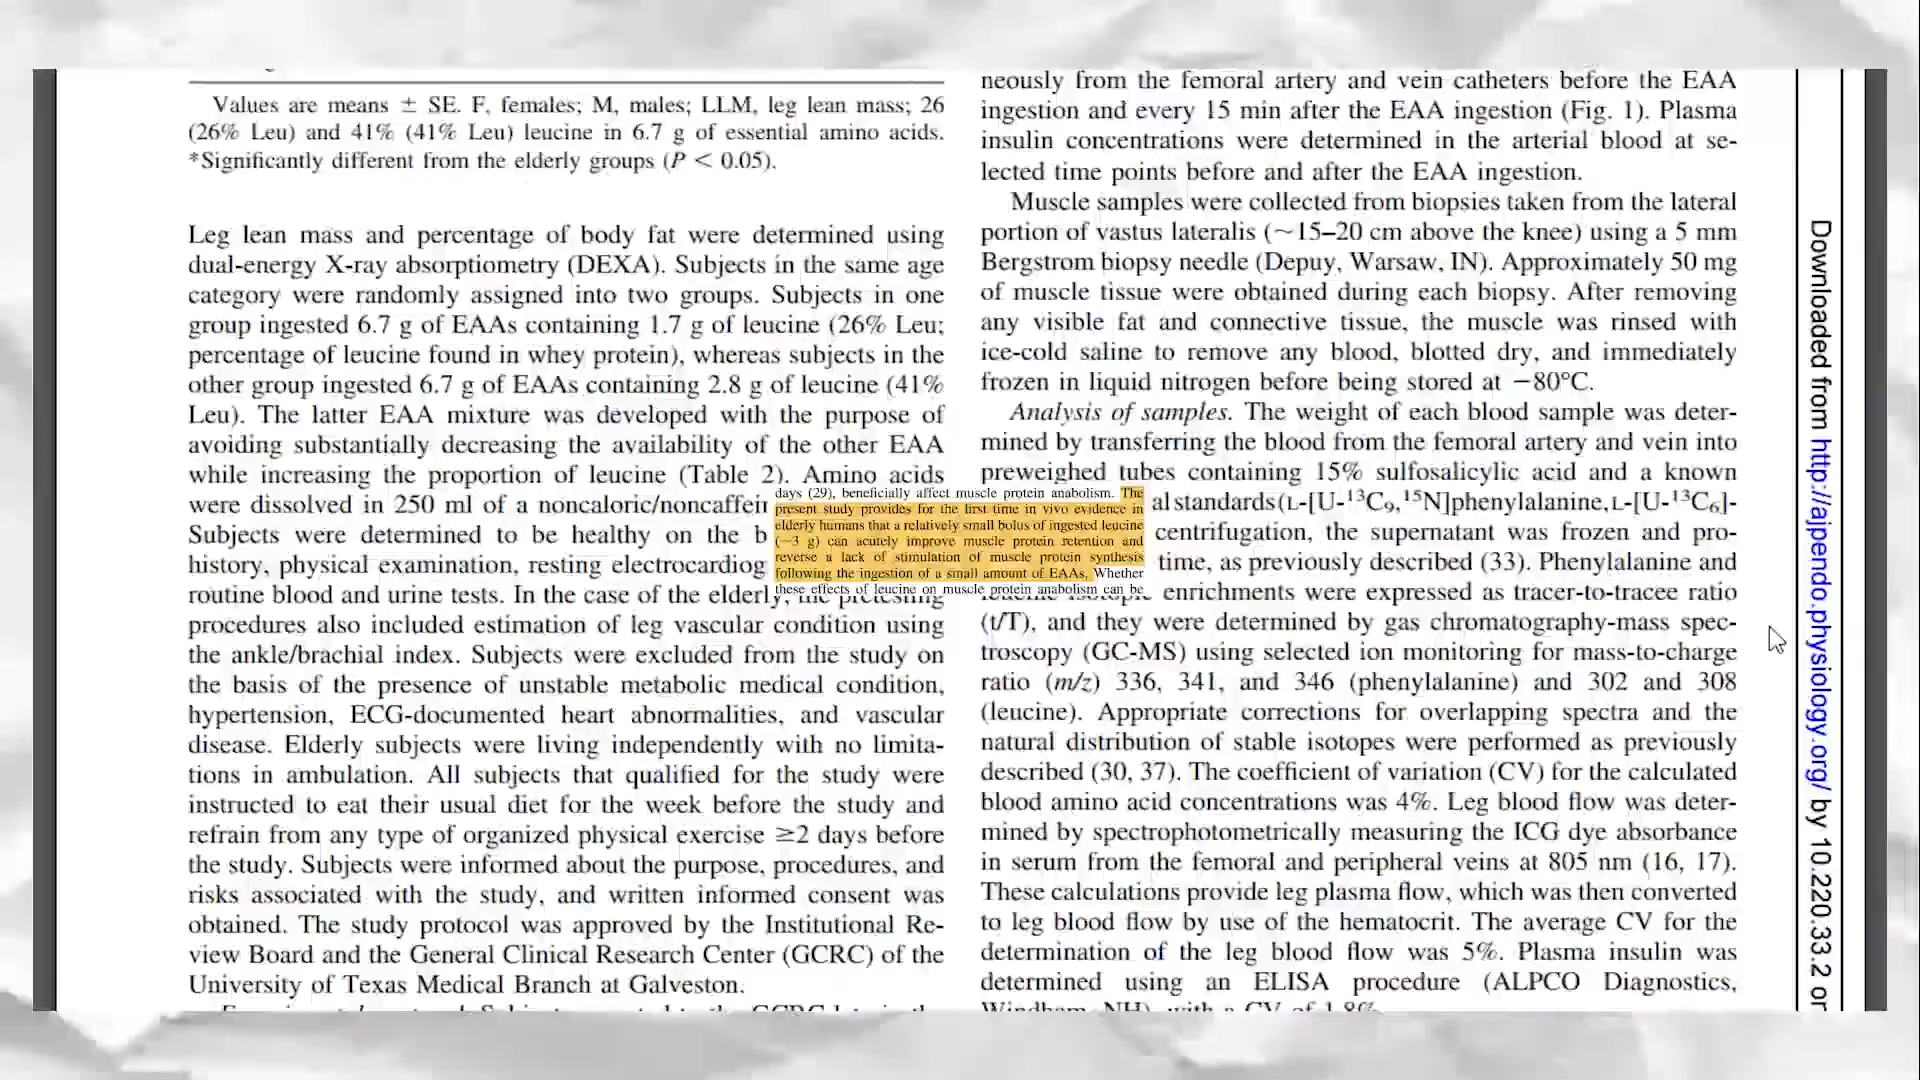 Values are means ± SE. F, females; M, males; LLM, leg lean mass; 26
(26% Leu) and 41% (41% Leu) leucine in 6.7 g of essential amino acids.
*Significantly different from the elderly groups (P < 0.05).
Leg lean mass and percentage of body fat were determined using
dual-energy X-ray absorptiometry (DEXA). Subjects in the same age
category were randomly assigned into two groups. Subjects in one
group ingested 6.7 g of EAAs containing 1.7 g of leucine (26% Leu;
percentage of leucine found in whey protein), whereas subjects in the
other group ingested 6.7 g of EAAs containing 2.8 g of leucine (41%
Leu). The latter EAA mixture was developed with the purpose of
avoiding substantially decreasing the availability of the other EAA
while increasing the proportion of leucine (Table 2). Amino acids
were dissolved in 250 ml of a noncaloric/noncaffein
Subjects were determined to be healthy on the b
history, physical examination, resting electrocardiog
routine blood and urine tests. In the case of the elderly, the pretesting
procedures also included estimation of leg vascular condition using
the ankle/brachial index. Subjects were excluded from the study on
the basis of the presence of unstable metabolic medical condition,
hypertension, ECG-documented heart abnormalities, and vascular
disease. Elderly subjects were living independently with no limita-
tions in ambulation. All subjects that qualified for the study were
instructed to eat their usual diet for the week before the study and
refrain from any type of organized physical exercise ≥2 days before
the study. Subjects were informed about the purpose, procedures, and
risks associated with the study, and written informed consent was
obtained. The study protocol was approved by the Institutional Re-
view Board and the General Clinical Research Center (GCRC) of the
University of Texas Medical Branch at Galveston.
days (29), beneficially affect muscle protein anabolism. The
present study provides for the first time in vivo evidence in
elderly humans that a relatively small bolus of ingested leucine
(~3 g) can acutely improve muscle protein retention and
reverse a lack of stimulation of muscle protein synthesis
following the ingestion of a small amount of EAAs. Whether
these effects of leucine on muscle protein anabolism can be
neously from the femoral artery and vein catheters before the EAA
ingestion and every 15 min after the EAA ingestion (Fig. 1). Plasma
insulin concentrations were determined in the arterial blood at se-
lected time points before and after the EAA ingestion.
Muscle samples were collected from biopsies taken from the lateral
portion of vastus lateralis (~15–20 cm above the knee) using a 5 mm
Bergstrom biopsy needle (Depuy, Warsaw, IN). Approximately 50 mg
of muscle tissue were obtained during each biopsy. After removing
any visible fat and connective tissue, the muscle was rinsed with
ice-cold saline to remove any blood, blotted dry, and immediately
frozen in liquid nitrogen before being stored at −80°C.
Analysis of samples. The weight of each blood sample was deter-
mined by transferring the blood from the femoral artery and vein into
preweighed tubes containing 15% sulfosalicylic acid and a known
al standards (L-[U-¹³C₉,¹⁵N]phenylalanine, L-[U-¹³C₆]-
centrifugation, the supernatant was frozen and pro-
time, as previously described (33). Phenylalanine and
enrichments were expressed as tracer-to-tracee ratio
(t/T), and they were determined by gas chromatography-mass spec-
troscopy (GC-MS) using selected ion monitoring for mass-to-charge
ratio (m/z) 336, 341, and 346 (phenylalanine) and 302 and 308
(leucine). Appropriate corrections for overlapping spectra and the
natural distribution of stable isotopes were performed as previously
described (30, 37). The coefficient of variation (CV) for the calculated
blood amino acid concentrations was 4%. Leg blood flow was deter-
mined by spectrophotometrically measuring the ICG dye absorbance
in serum from the femoral and peripheral veins at 805 nm (16, 17).
These calculations provide leg plasma flow, which was then converted
to leg blood flow by use of the hematocrit. The average CV for the
determination of the leg blood flow was 5%. Plasma insulin was
determined using an ELISA procedure (ALPCO Diagnostics,
Windham, NH), with a CV of 1.8%
Downloaded from http://ajpendo.physiology.org/ by 10.220.33.2 or